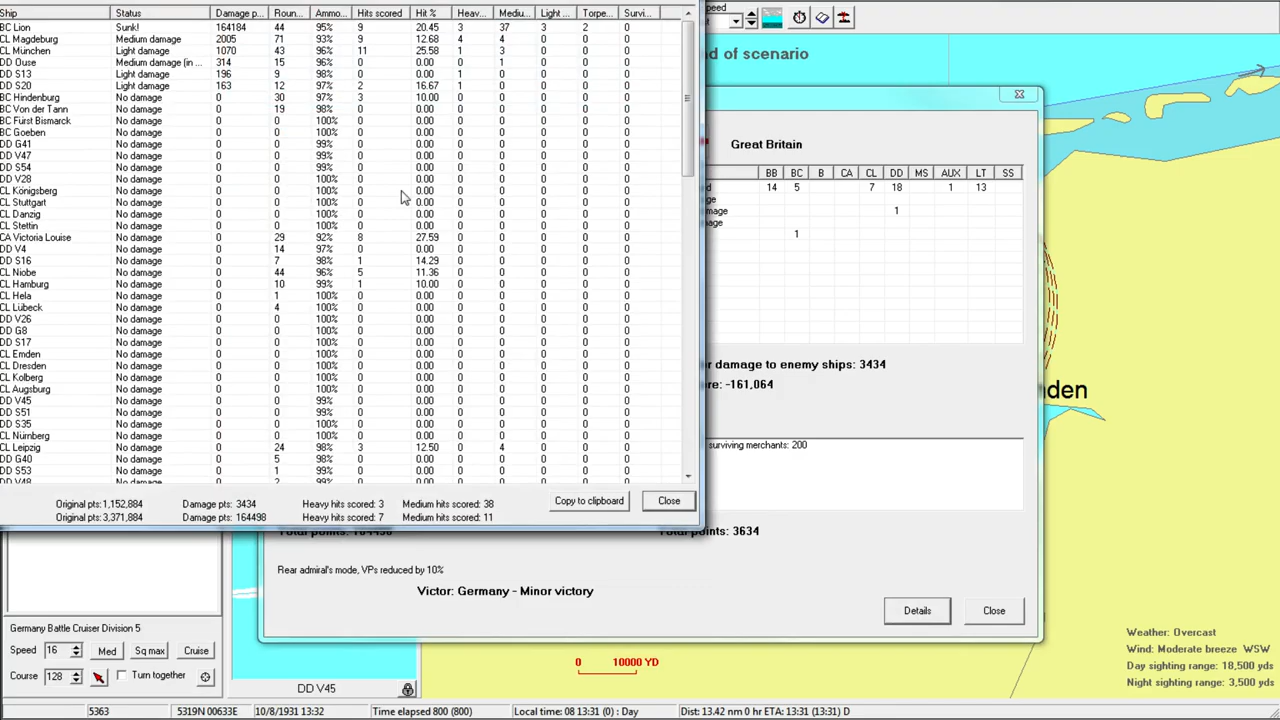 Speed
nd of scenario
Ship Status Damage p... Roun... Ammo... Hits scored Hit % Heav... Mediu... Light ... Torpe... Survi...
BC Lion Sunk! 164184 44 95% 9 20.45 3 37 3 2 0
CL Magdeburg Medium damage 2005 71 93% 9 12.68 4 4 0 0 0
CL München Light damage 1070 43 96% 11 25.58 1 3 0 0 0
DD Ouse Medium damage (in ... 314 15 96% 0 0.00 0 1 0 0 0
DD S13 Light damage 196 9 98% 0 0.00 1 0 0 0 0
DD S20 Light damage 163 12 97% 2 16.67 1 0 0 0 0
BC Hindenburg No damage 0 30 97% 3 10.00 0 0 0 0 0
BC Von der Tann No damage 0 19 98% 0 0.00 0 0 0 0 0
BC Fürst Bismarck No damage 0 0 100% 0 0.00 0 0 0 0 0
BC Goeben No damage 0 0 100% 0 0.00 0 0 0 0 0
DD G41 No damage 0 0 99% 0 0.00 0 0 0 0 0
DD V47 No damage 0 0 99% 0 0.00 0 0 0 0 0
DD S54 No damage 0 0 99% 0 0.00 0 0 0 0 0
DD V28 No damage 0 0 100% 0 0.00 0 0 0 0 0
CL Königsberg No damage 0 0 100% 0 0.00 0 0 0 0 0
CL Stuttgart No damage 0 0 100% 0 0.00 0 0 0 0 0
CL Danzig No damage 0 0 100% 0 0.00 0 0 0 0 0
CL Stettin No damage 0 0 100% 0 0.00 0 0 0 0 0
CA Victoria Louise No damage 0 29 92% 8 27.59 0 0 0 0 0
DD V4 No damage 0 14 97% 0 0.00 0 0 0 0 0
DD S16 No damage 0 7 98% 1 14.29 0 0 0 0 0
CL Niobe No damage 0 44 96% 5 11.36 0 0 0 0 0
CL Hamburg No damage 0 10 99% 1 10.00 0 0 0 0 0
CL Hela No damage 0 1 100% 0 0.00 0 0 0 0 0
CL Lübeck No damage 0 4 100% 0 0.00 0 0 0 0 0
DD V26 No damage 0 0 100% 0 0.00 0 0 0 0 0
DD G8 No damage 0 0 100% 0 0.00 0 0 0 0 0
DD S17 No damage 0 0 100% 0 0.00 0 0 0 0 0
CL Emden No damage 0 0 100% 0 0.00 0 0 0 0 0
CL Dresden No damage 0 0 100% 0 0.00 0 0 0 0 0
CL Kolberg No damage 0 0 100% 0 0.00 0 0 0 0 0
CL Augsburg No damage 0 0 100% 0 0.00 0 0 0 0 0
DD V45 No damage 0 0 99% 0 0.00 0 0 0 0 0
DD S51 No damage 0 0 99% 0 0.00 0 0 0 0 0
DD S35 No damage 0 0 99% 0 0.00 0 0 0 0 0
CL Nürnberg No damage 0 0 100% 0 0.00 0 0 0 0 0
CL Leipzig No damage 0 24 98% 3 12.50 0 4 0 0 0
DD G40 No damage 0 5 98% 0 0.00 0 0 0 0 0
DD S53 No damage 0 1 99% 0 0.00 0 0 0 0 0
DD V48 No damage 0 2 99% 0 0.00 0 0 0 0 0
Original pts: 1,152,884 Damage pts: 3434 Heavy hits scored: 3 Medium hits scored: 38
Original pts: 3,371,884 Damage pts: 164498 Heavy hits scored: 7 Medium hits scored: 11
Copy to clipboard Close
Great Britain
BB BC B CA CL DD MS AUX LT SS
d 14 5 7 18 1 13
ge
mage 1
mage
1
r damage to enemy ships: 3434
re: -161,064
surviving merchants: 200
Total points: 164498 Total points: 3634
Rear admiral's mode, VPs reduced by 10%
Victor: Germany - Minor victory
Details Close
den
Germany Battle Cruiser Division 5
Speed 16 Med Sq max Cruise
Course 128 Turn together
DD V45
0 10000 YD
Weather: Overcast
Wind: Moderate breeze WSW
Day sighting range: 18,500 yds
Night sighting range: 3,500 yds
5363 5319N 00633E 10/8/1931 13:32 Time elapsed 800 (800) Local time: 08 13:31 (0) : Day Dist: 13.42 nm 0 hr ETA: 13:31 (13:31) D